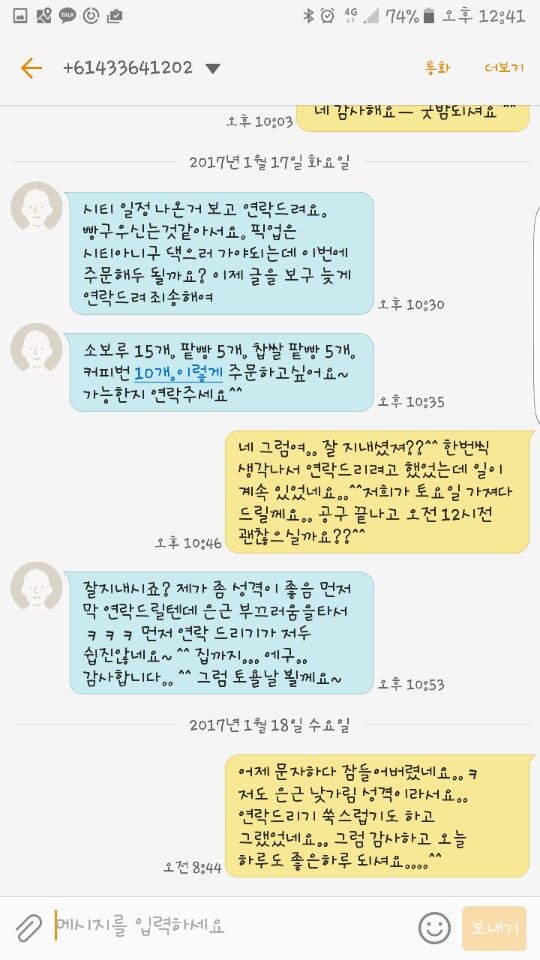 TALK 4G 74% 오후 12:41
+61433641202 통화 더보기
네 감사해요ㅡ 굿밤되셔요^^
오후 10:03
2017년 1월 17일 화요일
시티 일정 나온거 보고 연락드려요。
빵구우신는것같아서요。 픽업은
시티아니구 댁으러 가야되는데 이번에
주문해두 될까요? 이제 글을 보구 늦게
연락드려 죄송해여
오후 10:30
소보루 15개。 팥빵 5개。 찹쌀 팥빵 5개。
커피번 10개。이렇게 주문하고싶어요~
가능한지 연락주세요^^
오후 10:35
네 그럼여。。 잘 지내셨져??^^ 한번씩
생각나서 연락드리려고 했었는데 일이
계속 있었네요。。^^저희가 토요일 가져다
드릴께요。。 공구 끝나고 오전 12시전
괜찮으실까요??^^
오후 10:46
잘지내시죠? 제가 좀 성격이 좋음 먼저
막 연락드릴텐데 은근 부끄러움을타서
ㅋ ㅋ ㅋ 먼저 연락 드리기가 저두
쉽진않네요~ ^^ 집까지。。。 에구。。
감사합니다。。 ^^ 그럼 토욜날 뵐께요~
오후 10:53
2017년 1월 18일 수요일
어제 문자하다 잠들어버렸네요。。ㅋ
저도 은근 낯가림 성격이라서요。。
연락드리기 쑥스럽기도 하고
그랬었네요。。 그럼 감사하고 오늘
하루도 좋은하루 되셔요。。。。^^
오전 8:44
메시지를 입력하세요 보내기